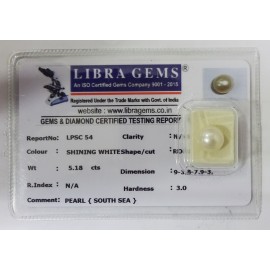 LIBRA GEMS
An ISO Certified Gems Company 9001 - 2015
Registered Under the Trade Mark with Govt. of India
website : www.libragems.co.in
GEMS & DIAMOND CERTIFIED TESTING REPORT
ReportNo: LPSC 54 Clarity
Colour : SHINING WHITE Shape/cut :
Wt : 5.18 cts Dimension :
R.Index : N/A Hardness : 3.0
Comment : PEARL { SOUTH SEA }